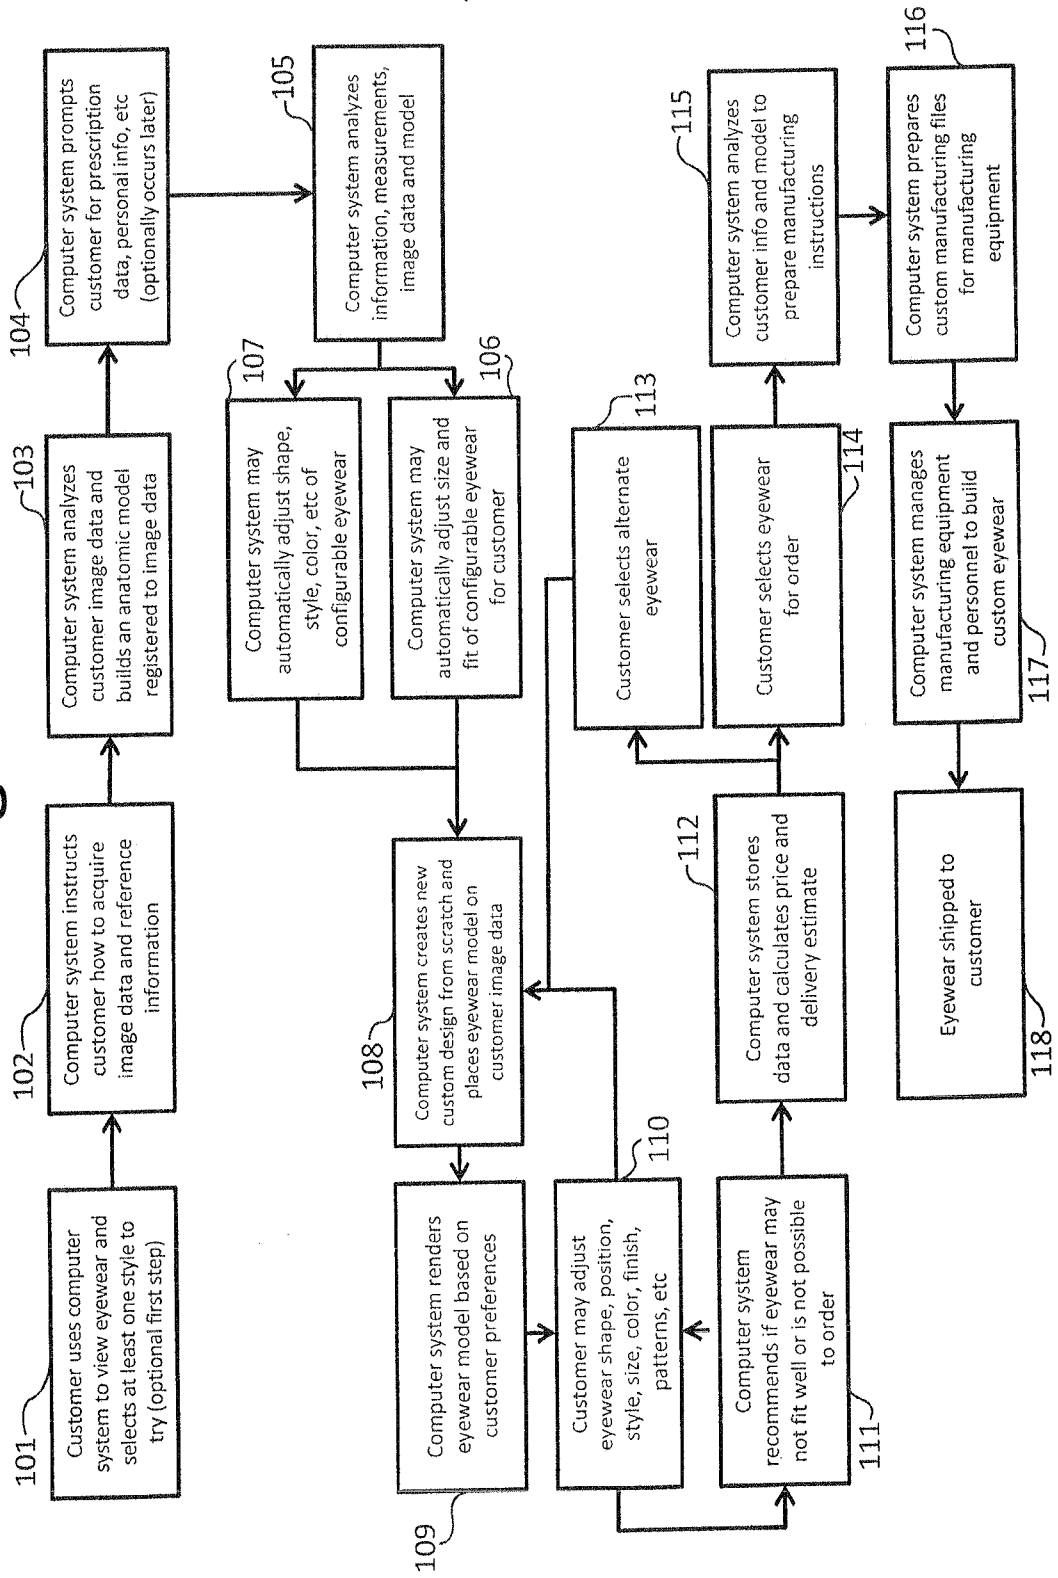 101
Customer uses computer
system to view eyewear and
selects at least one style to
try (optional first step)
102
Computer system instructs
customer how to acquire
image data and reference
information
103
Computer system analyzes
customer image data and
builds an anatomic model
registered to image data
104
Computer system prompts
customer for prescription
data, personal info, etc
(optionally occurs later)
105
Computer system analyzes
information, measurements,
image data and model
107
Computer system may
automatically adjust shape,
style, color, etc of
configurable eyewear
106
Computer system may
automatically adjust size and
fit of configurable eyewear
for customer
108
Computer system creates new
custom design from scratch and
places eyewear model on
customer image data
109
Computer system renders
eyewear model based on
customer preferences
110
Customer may adjust
eyewear shape, position,
style, size, color, finish,
patterns, etc
111
Computer system
recommends if eyewear may
not fit well or is not possible
to order
112
Computer system stores
data and calculates price and
delivery estimate
113
Customer selects alternate
eyewear
114
Customer selects eyewear
for order
115
Computer system analyzes
customer info and model to
prepare manufacturing
instructions
116
Computer system prepares
custom manufacturing files
for manufacturing
equipment
117
Computer system manages
manufacturing equipment
and personnel to build
custom eyewear
118
Eyewear shipped to
customer